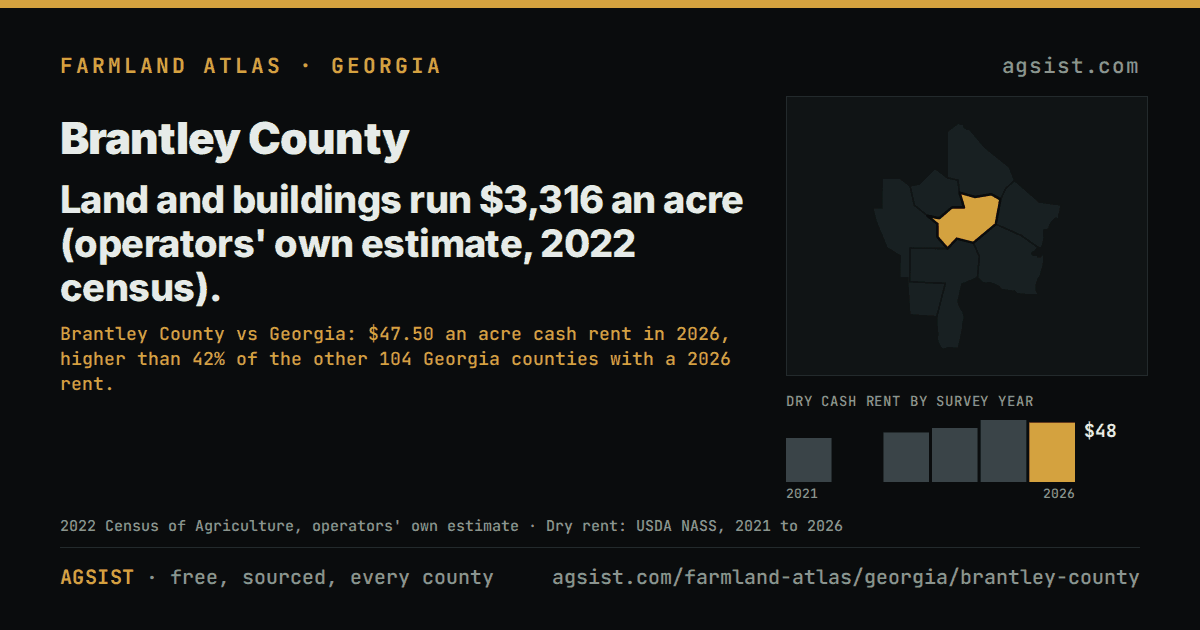 FARMLAND ATLAS · GEORGIA
agsist.com
Brantley County
Land and buildings run $3,316 an acre
(operators' own estimate, 2022
census).
Brantley County vs Georgia: $47.50 an acre cash rent in 2026,
higher than 42% of the other 104 Georgia counties with a 2026
rent.
DRY CASH RENT BY SURVEY YEAR
$48
2021
2026
2022 Census of Agriculture, operators' own estimate · Dry rent: USDA NASS, 2021 to 2026
AGSIST · free, sourced, every county
agsist.com/farmland-atlas/georgia/brantley-county